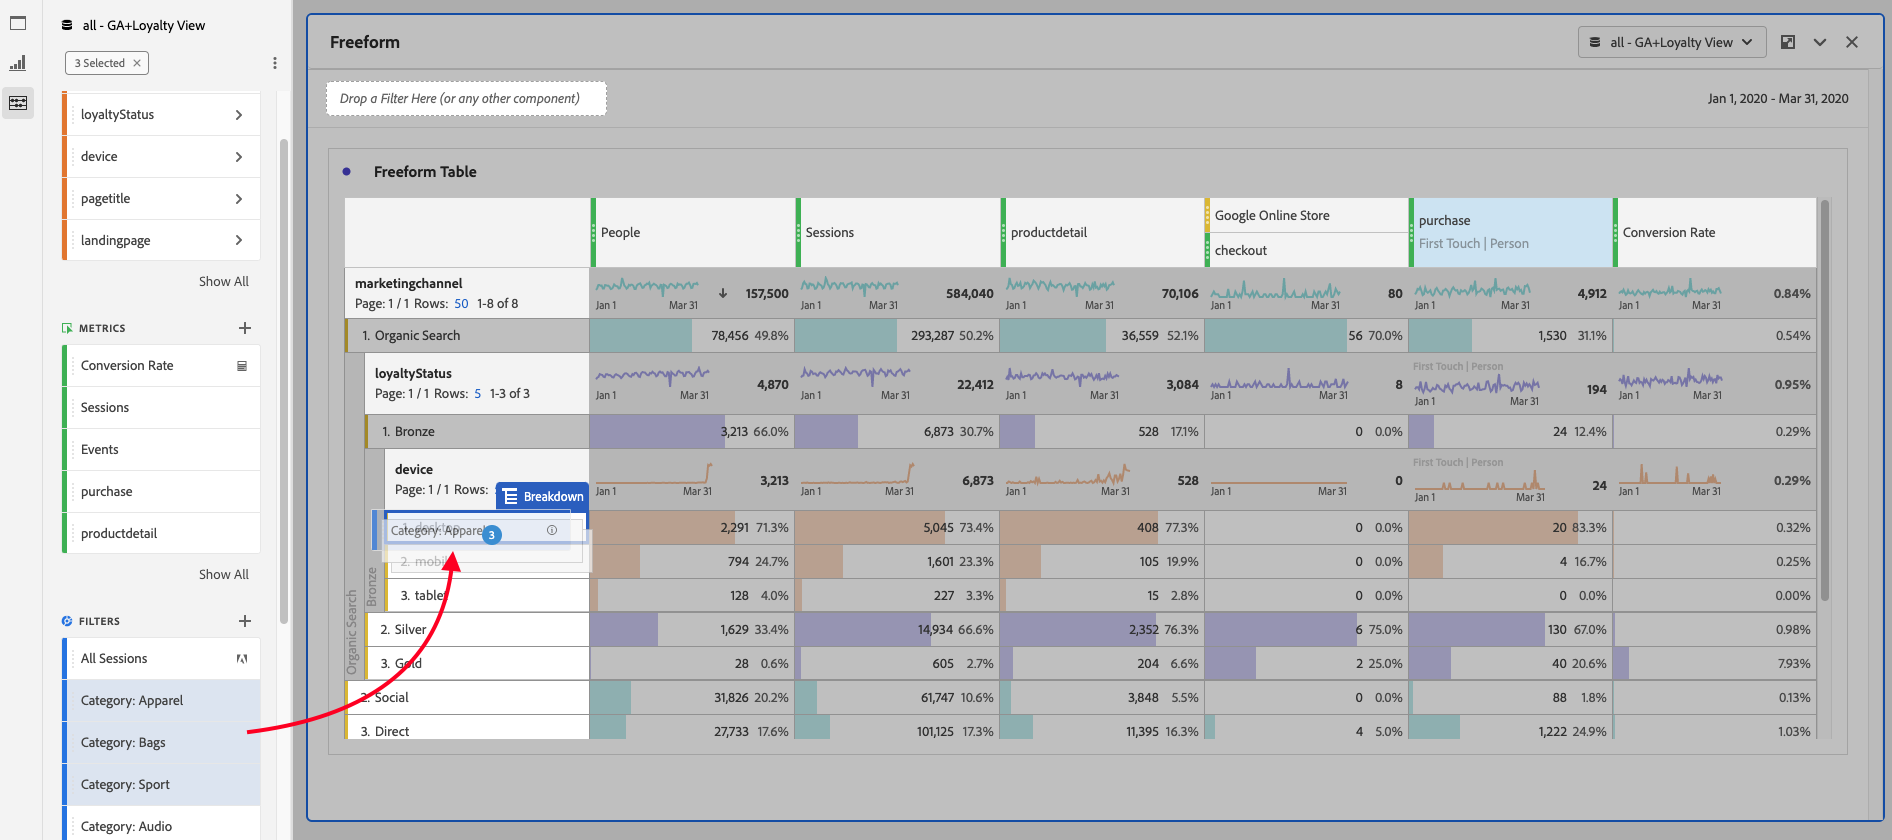 all - GA+Loyalty View
3 Selected
loyaltyStatus
device
pagetitle
landingpage
Show All
METRICS
Conversion Rate
Sessions
Events
purchase
productdetail
Show All
FILTERS
All Sessions
Category: Apparel
Category: Bags
Category: Sport
Category: Audio
Freeform
all - GA+Loyalty View
Drop a Filter Here (or any other component)
Jan 1, 2020 - Mar 31, 2020
Freeform Table
People Sessions productdetail Google Online Store checkout purchase First Touch | Person Conversion Rate
marketingchannel
Page: 1 / 1 Rows: 50 1-8 of 8
Jan 1 Mar 31 157,500 Jan 1 Mar 31 584,040 Jan 1 Mar 31 70,106 Jan 1 Mar 31 80 Jan 1 Mar 31 4,912 Jan 1 Mar 31 0.84%
1. Organic Search 78,456 49.8% 293,287 50.2% 36,559 52.1% 56 70.0% 1,530 31.1% 0.54%
loyaltyStatus
Page: 1 / 1 Rows: 5 1-3 of 3
Jan 1 Mar 31 4,870 Jan 1 Mar 31 22,412 Jan 1 Mar 31 3,084 Jan 1 Mar 31 8 First Touch | Person Jan 1 Mar 31 194 Jan 1 Mar 31 0.95%
1. Bronze 3,213 66.0% 6,873 30.7% 528 17.1% 0 0.0% 24 12.4% 0.29%
device
Page: 1 / 1 Rows:
Breakdown
Jan 1 Mar 31 3,213 Jan 1 Mar 31 6,873 Jan 1 Mar 31 528 Jan 1 Mar 31 0 First Touch | Person Jan 1 Mar 31 24 Jan 1 Mar 31 0.29%
1. desktop 2,291 71.3% 5,045 73.4% 408 77.3% 0 0.0% 20 83.3% 0.32%
Category: Apparel 3
2. mobil 794 24.7% 1,601 23.3% 105 19.9% 0 0.0% 4 16.7% 0.25%
3. tablet 128 4.0% 227 3.3% 15 2.8% 0 0.0% 0 0.0% 0.00%
Bronze
2. Silver 1,629 33.4% 14,934 66.6% 2,352 76.3% 6 75.0% 130 67.0% 0.98%
3. Gold 28 0.6% 605 2.7% 204 6.6% 2 25.0% 40 20.6% 7.93%
Organic Search
2. Social 31,826 20.2% 61,747 10.6% 3,848 5.5% 0 0.0% 88 1.8% 0.13%
3. Direct 27,733 17.6% 101,125 17.3% 11,395 16.3% 4 5.0% 1,222 24.9% 1.03%